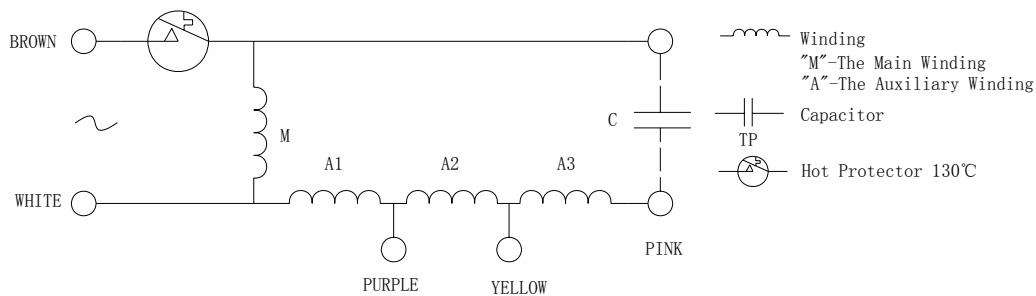 BROWN
Winding
"M"-The Main Winding
"A"-The Auxiliary Winding
C
M
Capacitor
TP
A1
A2
A3
Hot Protector 130℃
WHITE
PINK
PURPLE
YELLOW